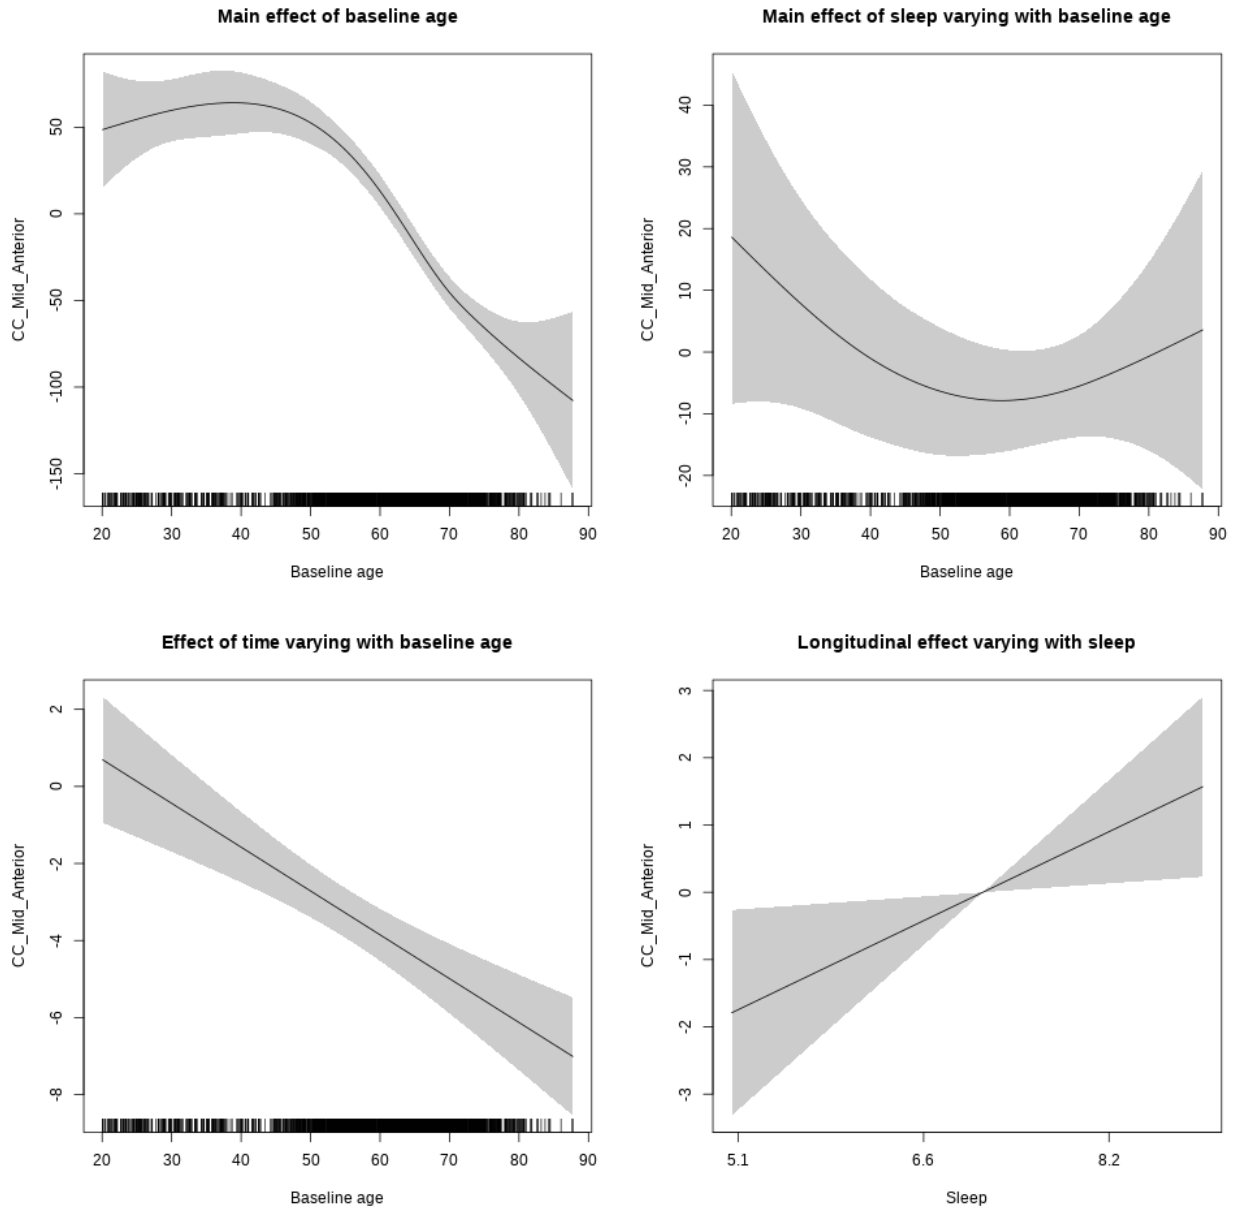 Main effect of baseline age
CC_Mid_Anterior
50
0
-50
-100
-150
20 30 40 50 60 70 80 90
Baseline age
Main effect of sleep varying with baseline age
CC_Mid_Anterior
40
30
20
10
0
-10
-20
20 30 40 50 60 70 80 90
Baseline age
Effect of time varying with baseline age
CC_Mid_Anterior
2
0
-2
-4
-6
-8
20 30 40 50 60 70 80 90
Baseline age
Longitudinal effect varying with sleep
CC_Mid_Anterior
3
2
1
0
-1
-2
-3
5.1 6.6 8.2
Sleep